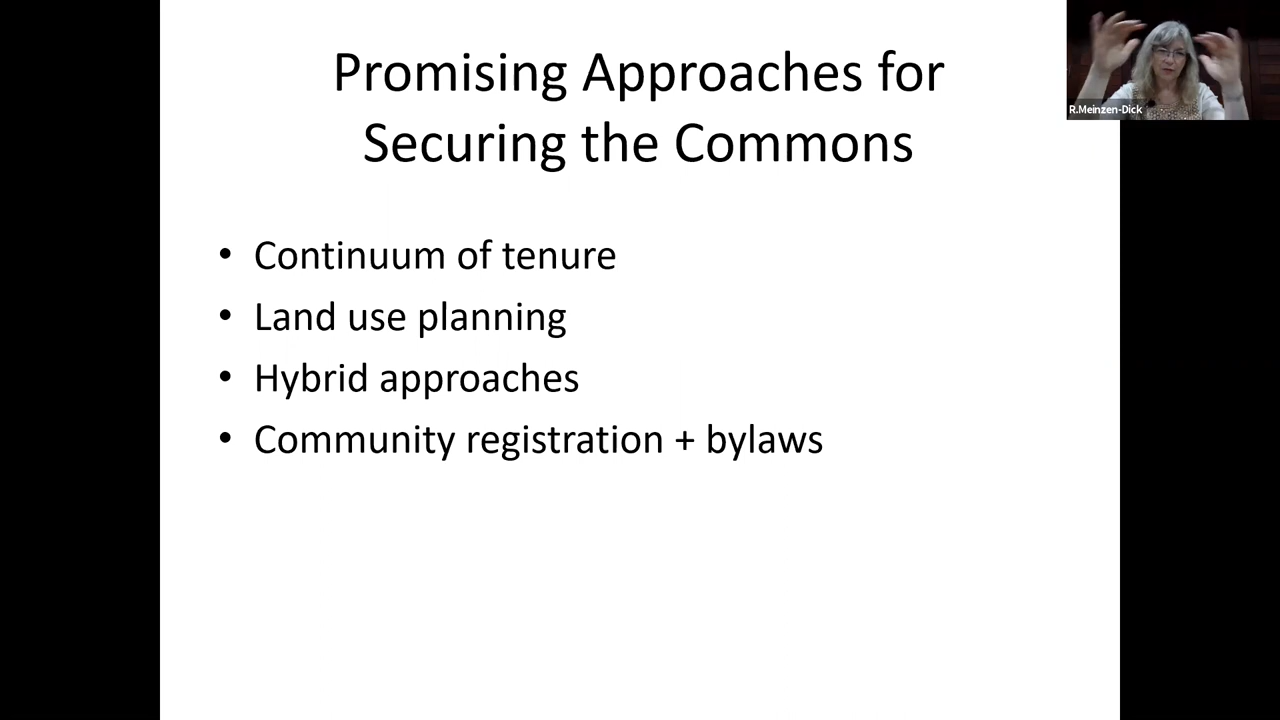 Promising Approaches for
Securing the Commons
• Continuum of tenure
• Land use planning
• Hybrid approaches
• Community registration + bylaws
R.Meinzen-Dick